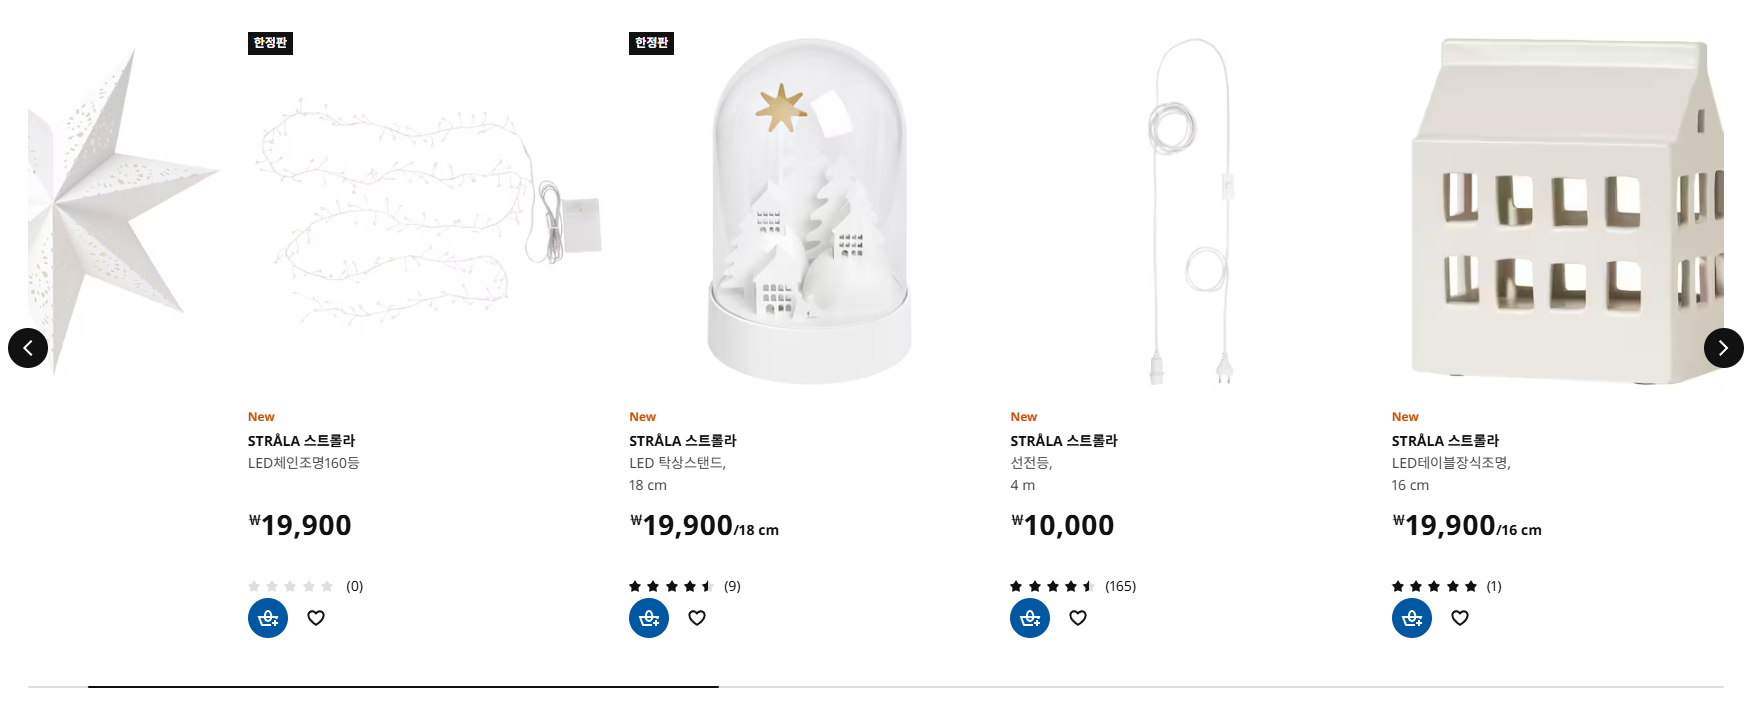 한정판
New
STRÅLA 스트롤라
LED체인조명160등
₩19,900
(0)
한정판
New
STRÅLA 스트롤라
LED 탁상스탠드,
18 cm
₩19,900/18 cm
(9)
New
STRÅLA 스트롤라
선전등,
4 m
₩10,000
(165)
New
STRÅLA 스트롤라
LED테이블장식조명,
16 cm
₩19,900/16 cm
(1)